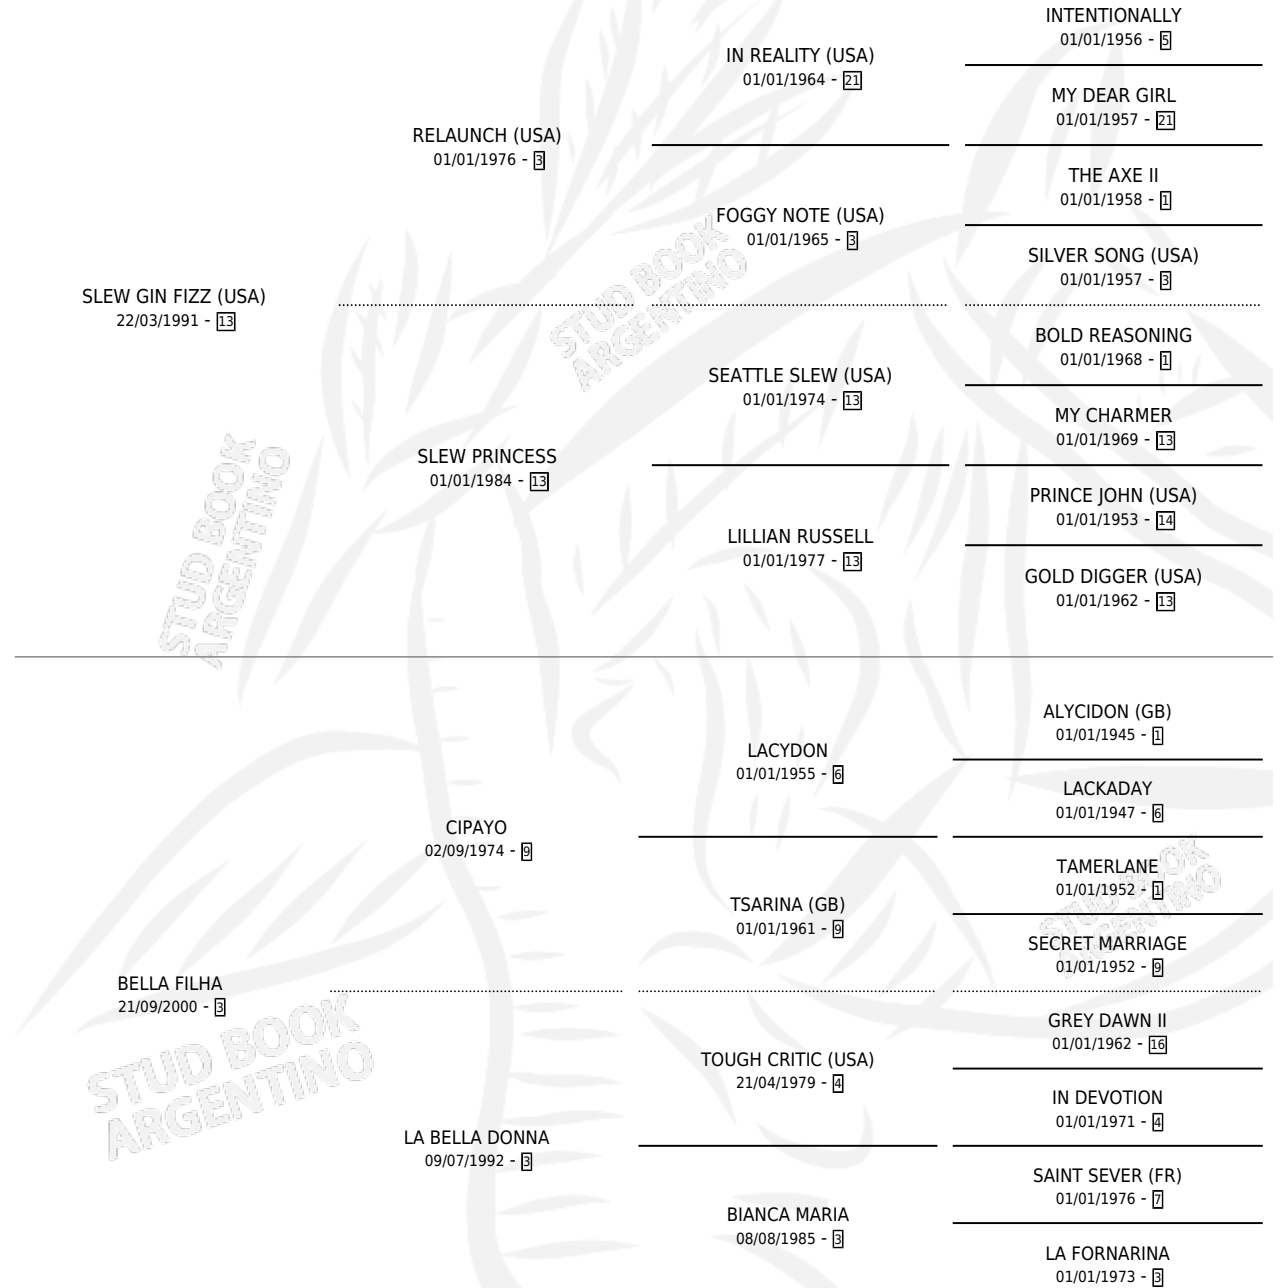 INTENTIONALLY
01/01/1956 - 5
IN REALITY (USA)
01/01/1964 - 21
MY DEAR GIRL
01/01/1957 - 21
RELAUNCH (USA)
01/01/1976 - 3
THE AXE II
01/01/1958 - 1
FOGGY NOTE (USA)
01/01/1965 - 3
SILVER SONG (USA)
01/01/1957 - 3
SLEW GIN FIZZ (USA)
22/03/1991 - 13
STUD BOOK
ARGENTINO
BOLD REASONING
01/01/1968 - 1
SEATTLE SLEW (USA)
01/01/1974 - 13
MY CHARMER
01/01/1969 - 13
SLEW PRINCESS
01/01/1984 - 13
PRINCE JOHN (USA)
01/01/1953 - 14
LILLIAN RUSSELL
01/01/1977 - 13
GOLD DIGGER (USA)
01/01/1962 - 13
STUD BOOK
ARGENTINO
ALYCIDON (GB)
01/01/1945 - 1
LACYDON
01/01/1955 - 6
LACKADAY
01/01/1947 - 6
CIPAYO
02/09/1974 - 9
TAMERLANE
01/01/1952 - 1
TSARINA (GB)
01/01/1961 - 9
SECRET MARRIAGE
01/01/1952 - 9
STUD BOOK
ARGENTINO
BELLA FILHA
21/09/2000 - 3
GREY DAWN II
01/01/1962 - 16
TOUGH CRITIC (USA)
21/04/1979 - 4
IN DEVOTION
01/01/1971 - 4
STUD BOOK
ARGENTINO
LA BELLA DONNA
09/07/1992 - 3
SAINT SEVER (FR)
01/01/1976 - 7
BIANCA MARIA
08/08/1985 - 3
LA FORNARINA
01/01/1973 - 3